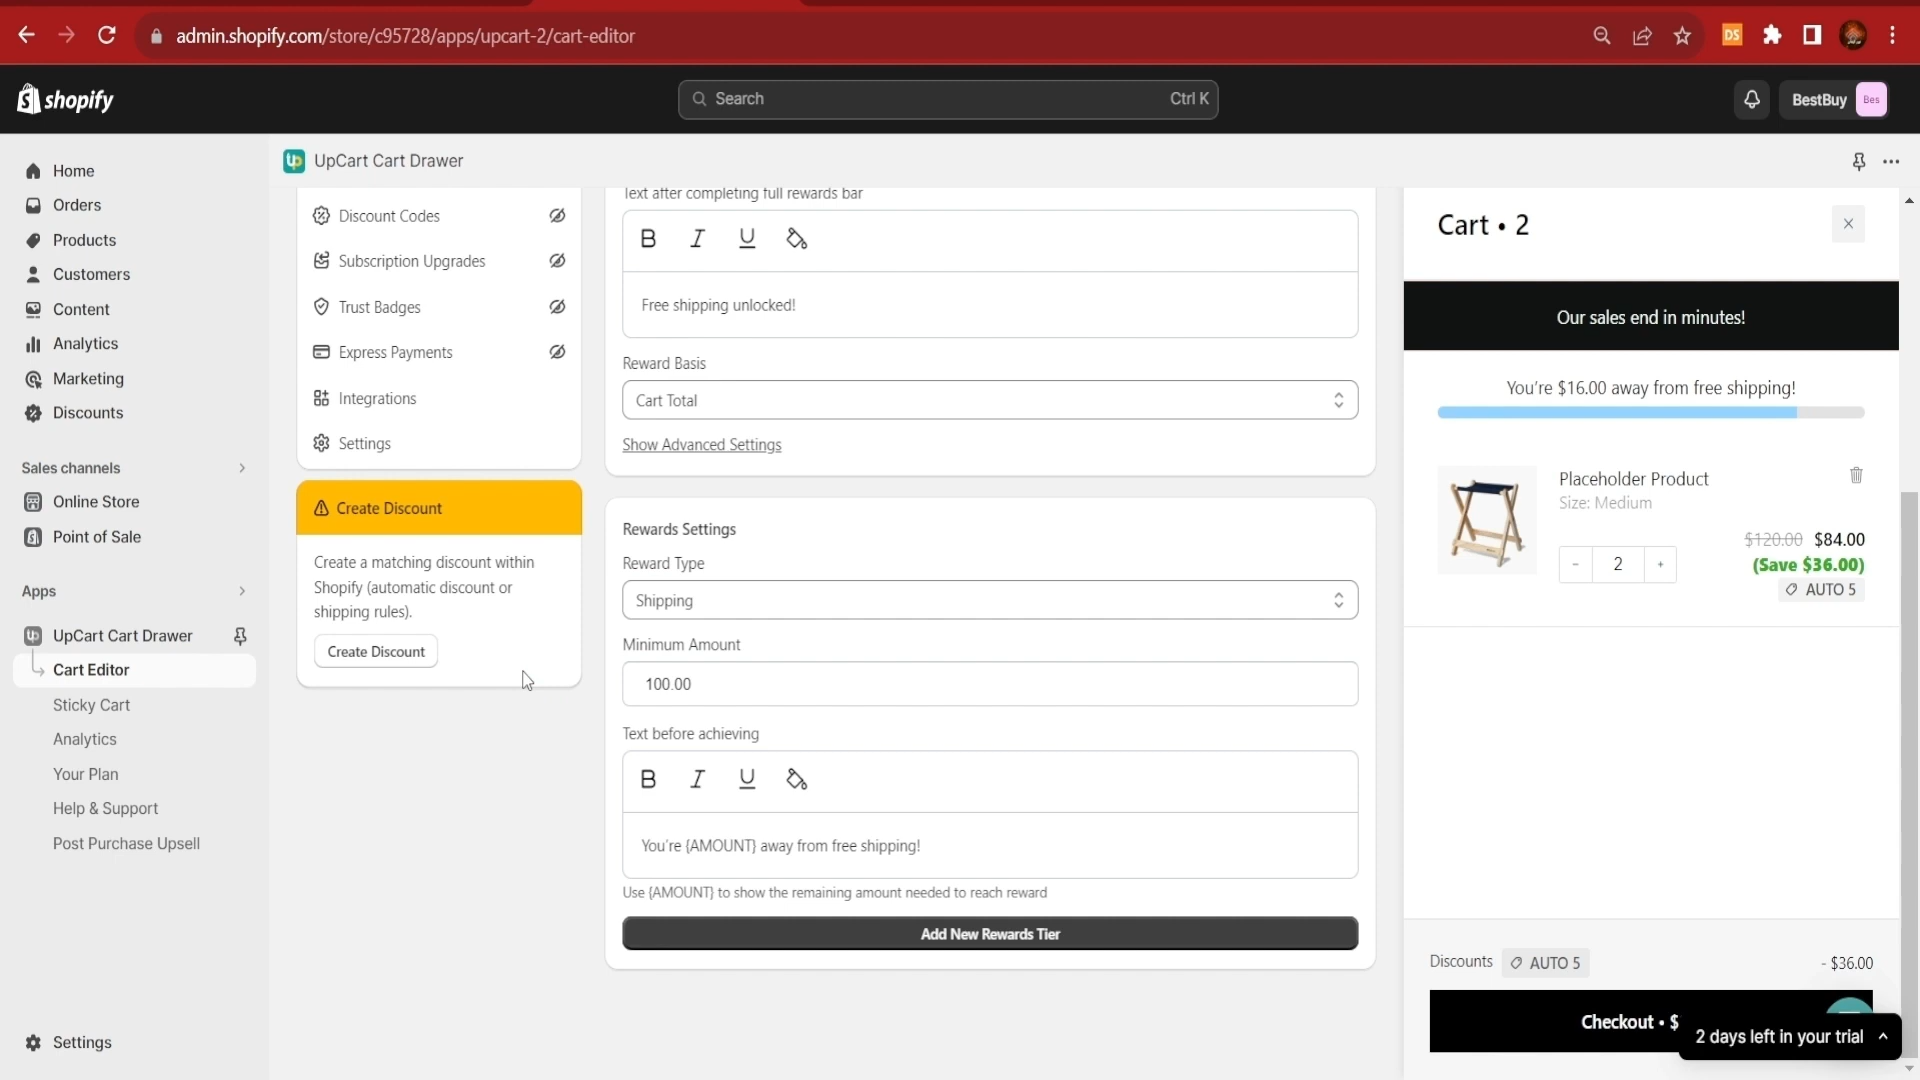 admin.shopify.com/store/c95728/apps/upcart-2/cart-editor
DS
shopify
Search
Ctrl K
BestBuy
Bes
Home
Orders
Products
Customers
Content
Analytics
Marketing
Discounts
Sales channels
Online Store
Point of Sale
Apps
UpCart Cart Drawer
Cart Editor
Sticky Cart
Analytics
Your Plan
Help & Support
Post Purchase Upsell
Settings
up UpCart Cart Drawer
Discount Codes
Subscription Upgrades
Trust Badges
Express Payments
Integrations
Settings
Create Discount
Create a matching discount within
Shopify (automatic discount or
shipping rules).
Create Discount
Text after completing full rewards bar
B I U
Free shipping unlocked!
Reward Basis
Cart Total
Show Advanced Settings
Rewards Settings
Reward Type
Shipping
Minimum Amount
100.00
Text before achieving
B I U
You're {AMOUNT} away from free shipping!
Use {AMOUNT} to show the remaining amount needed to reach reward
Add New Rewards Tier
Cart • 2
Our sales end in minutes!
You're $16.00 away from free shipping!
Placeholder Product
Size: Medium
$120.00 $84.00
- 2 +
(Save $36.00)
AUTO 5
Discounts AUTO 5 - $36.00
Checkout • $
2 days left in your trial